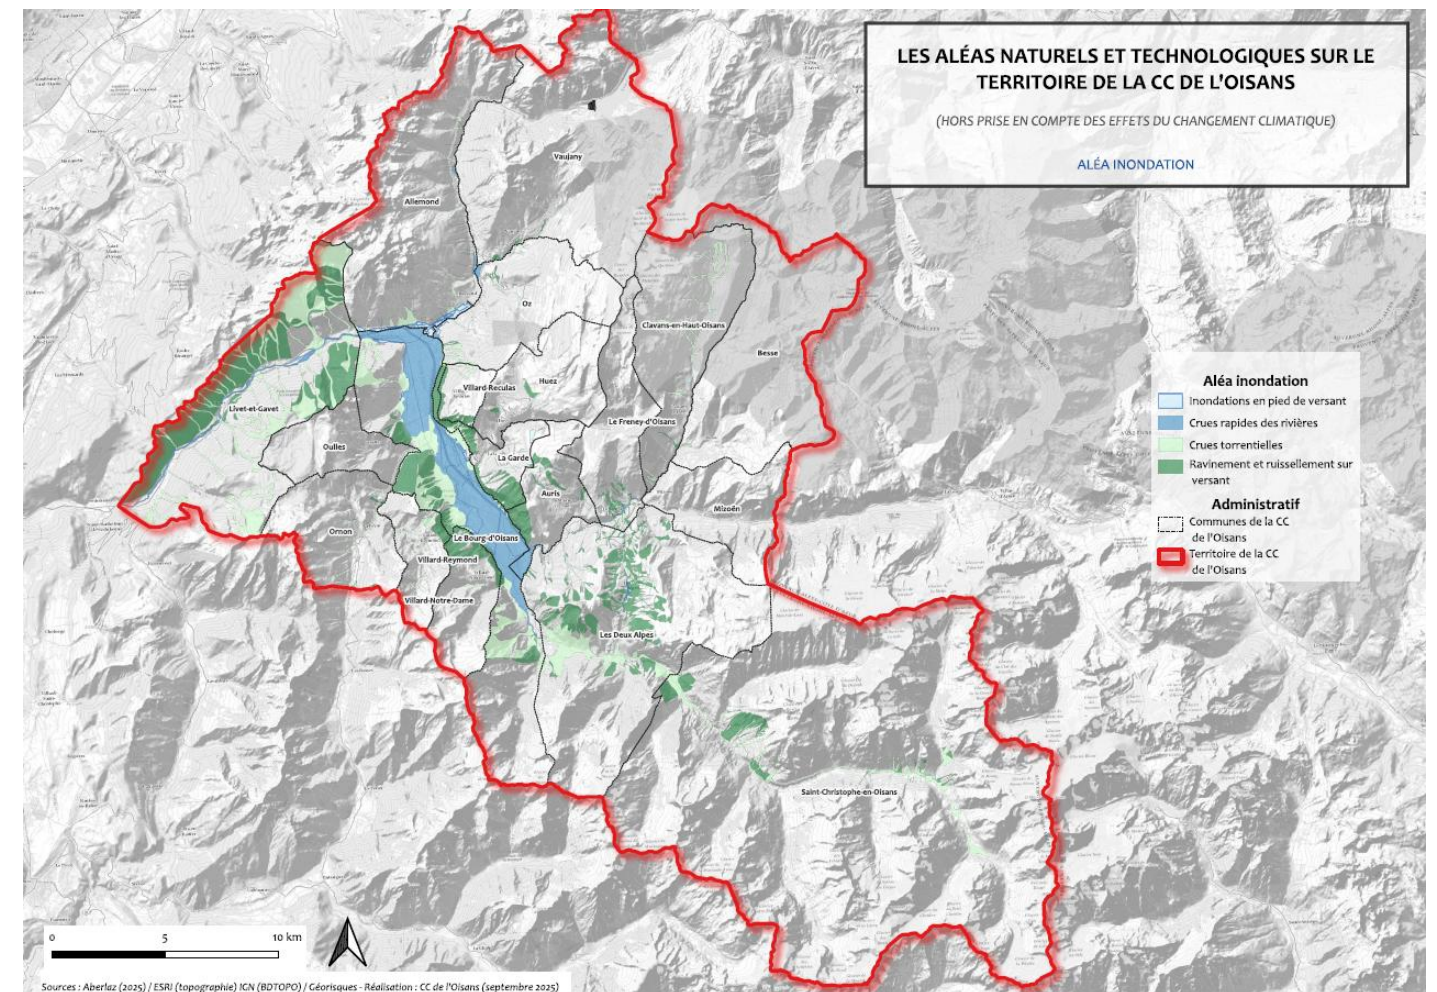 LES ALÉAS NATURELS ET TECHNOLOGIQUES SUR LE
TERRITOIRE DE LA CC DE L'OISANS
(HORS PRISE EN COMPTE DES EFFETS DU CHANGEMENT CLIMATIQUE)
ALÉA INONDATION
Vaujany
Allemond
Oz
Clavans-en-Haut-Oisans
Besse
Huez
Villard-Reculas
Livet-et-Gavet
Le Freney-d'Oisans
Oulles
La Garde
Auris
Mizoën
Ornon
Le Bourg-d'Oisans
Villard-Reymond
Villard-Notre-Dame
Les Deux Alpes
Saint-Christophe-en-Oisans
Aléa inondation
Inondations en pied de versant
Crues rapides des rivières
Crues torrentielles
Ravinement et ruissellement sur
versant
Administratif
Communes de la CC
de l'Oisans
Territoire de la CC
de l'Oisans
0 5 10 km
Sources : Aberlaz (2025) / ESRI (topographie) IGN (BDTOPO) / Géorisques - Réalisation : CC de l'Oisans (septembre 2025)